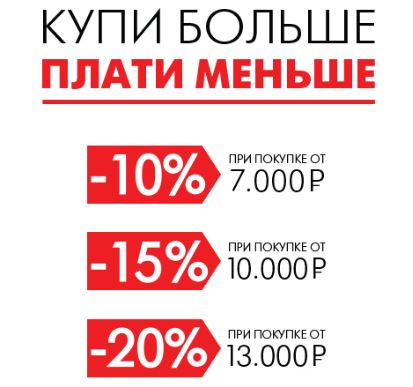 КУПИ БОЛЬШЕ
ПЛАТИ МЕНЬШЕ
-10% ПРИ ПОКУПКЕ ОТ
7.000₽
-15% ПРИ ПОКУПКЕ ОТ
10.000₽
-20% ПРИ ПОКУПКЕ ОТ
13.000₽